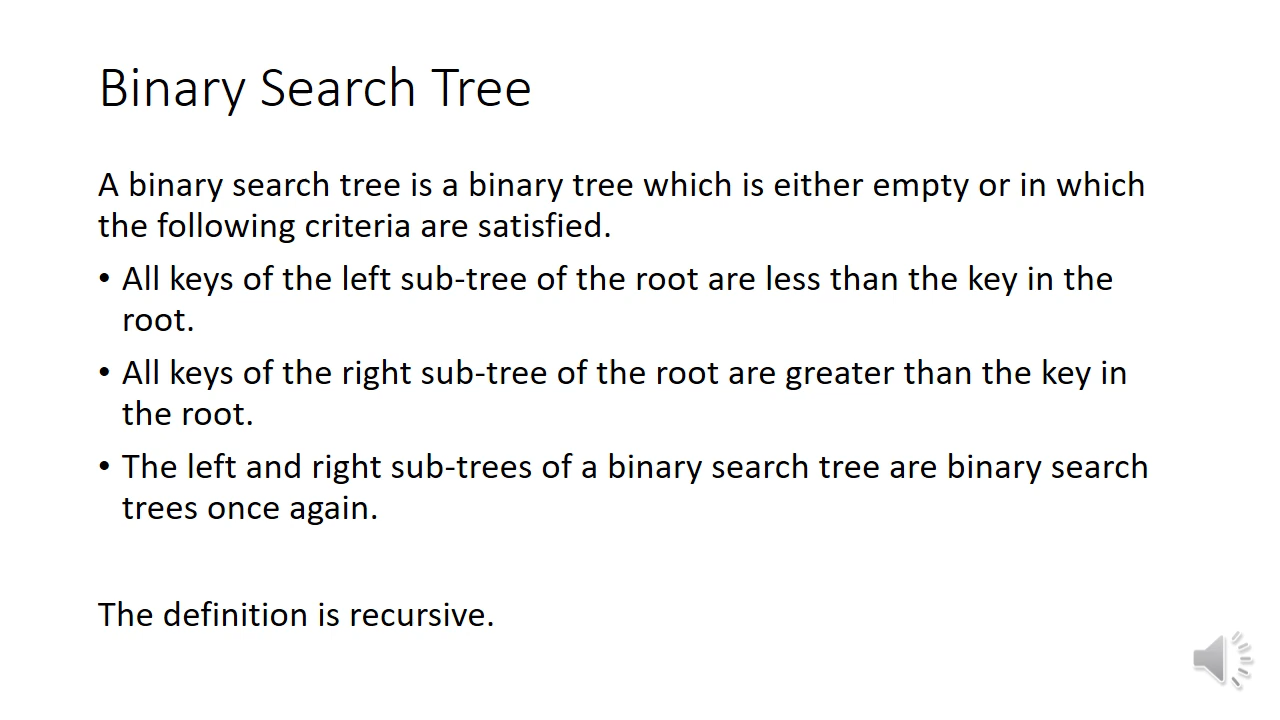 Binary Search Tree
A binary search tree is a binary tree which is either empty or in which
the following criteria are satisfied.
• All keys of the left sub-tree of the root are less than the key in the
root.
• All keys of the right sub-tree of the root are greater than the key in
the root.
• The left and right sub-trees of a binary search tree are binary search
trees once again.
The definition is recursive.